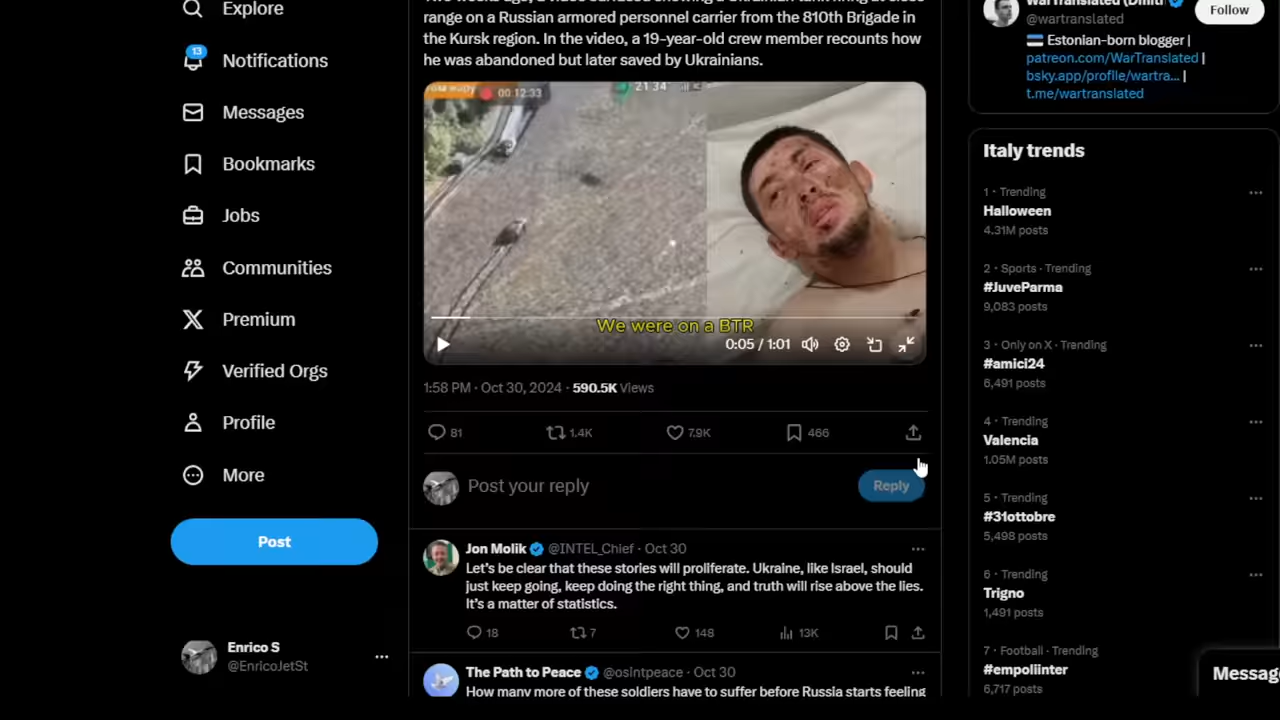 Explore
13
Notifications
Messages
Bookmarks
Jobs
Communities
Premium
Verified Orgs
Profile
More
Post
Enrico S
@EnricoJetSt
range on a Russian armored personnel carrier from the 810th Brigade in
the Kursk region. In the video, a 19-year-old crew member recounts how
he was abandoned but later saved by Ukrainians.
00:12:33
21:34
We were on a BTR
0:05 / 1:01
1:58 PM · Oct 30, 2024 · 590.5K Views
81 1.4K 7.9K 466
Post your reply
Reply
Jon Molik @INTEL_Chief · Oct 30
Let's be clear that these stories will proliferate. Ukraine, like Israel, should
just keep going, keep doing the right thing, and truth will rise above the lies.
It's a matter of statistics.
18 7 148 13K
The Path to Peace @osintpeace · Oct 30
How many more of these soldiers have to suffer before Russia starts feeling
@wartranslated
Follow
Estonian-born blogger |
patreon.com/WarTranslated |
bsky.app/profile/wartra... |
t.me/wartranslated
Italy trends
1 · Trending
Halloween
4.31M posts
2 · Sports · Trending
#JuveParma
9,083 posts
3 · Only on X · Trending
#amici24
6,491 posts
4 · Trending
Valencia
1.05M posts
5 · Trending
#31ottobre
5,498 posts
6 · Trending
Trigno
1,491 posts
7 · Football · Trending
#empoliinter
6,717 posts
Message